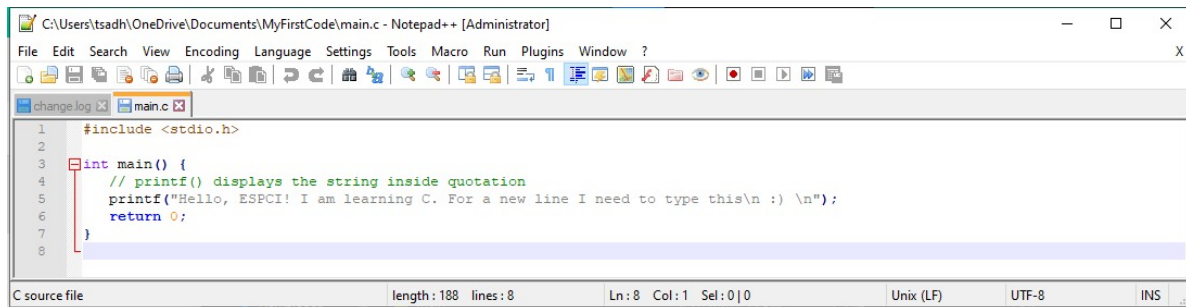 C:\Users\tsadh\OneDrive\Documents\MyFirstCode\main.c - Notepad++ [Administrator]
File Edit Search View Encoding Language Settings Tools Macro Run Plugins Window ? X
change.log main.c
1 #include <stdio.h>
2
3 int main() {
4 // printf() displays the string inside quotation
5 printf("Hello, ESPCI! I am learning C. For a new line I need to type this\n :) \n");
6 return 0;
7 }
8
C source file length : 188 lines : 8 Ln : 8 Col : 1 Sel : 0 | 0 Unix (LF) UTF-8 INS